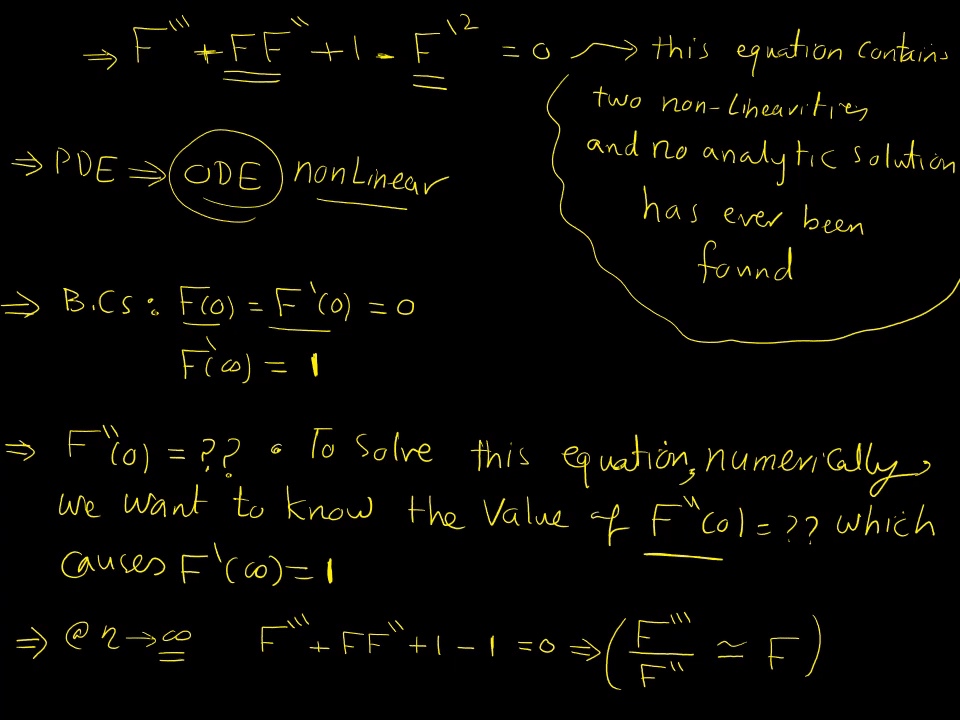 ⇒ F''' + FF'' + 1 - F'² = 0 → this equation contains
two non-Linearities
and no analytic solution
has ever been
found
⇒ PDE ⇒ ODE nonLinear
⇒ B.Cs : F(0) = F'(0) = 0
F'(∞) = 1
⇒ F''(0) = ?? • To solve this equation, numerically,
we want to know the value of F''(0) = ?? which
causes F'(∞) = 1
⇒ @ η → ∞ F''' + FF'' + 1 - 1 = 0 ⇒ (F'''/F'' ≃ F)